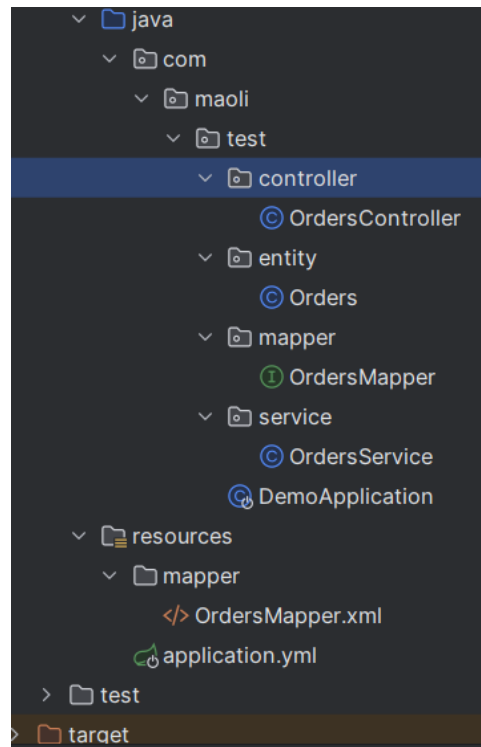 java
com
maoli
test
controller
OrdersController
entity
Orders
mapper
OrdersMapper
service
OrdersService
DemoApplication
resources
mapper
OrdersMapper.xml
application.yml
test
target